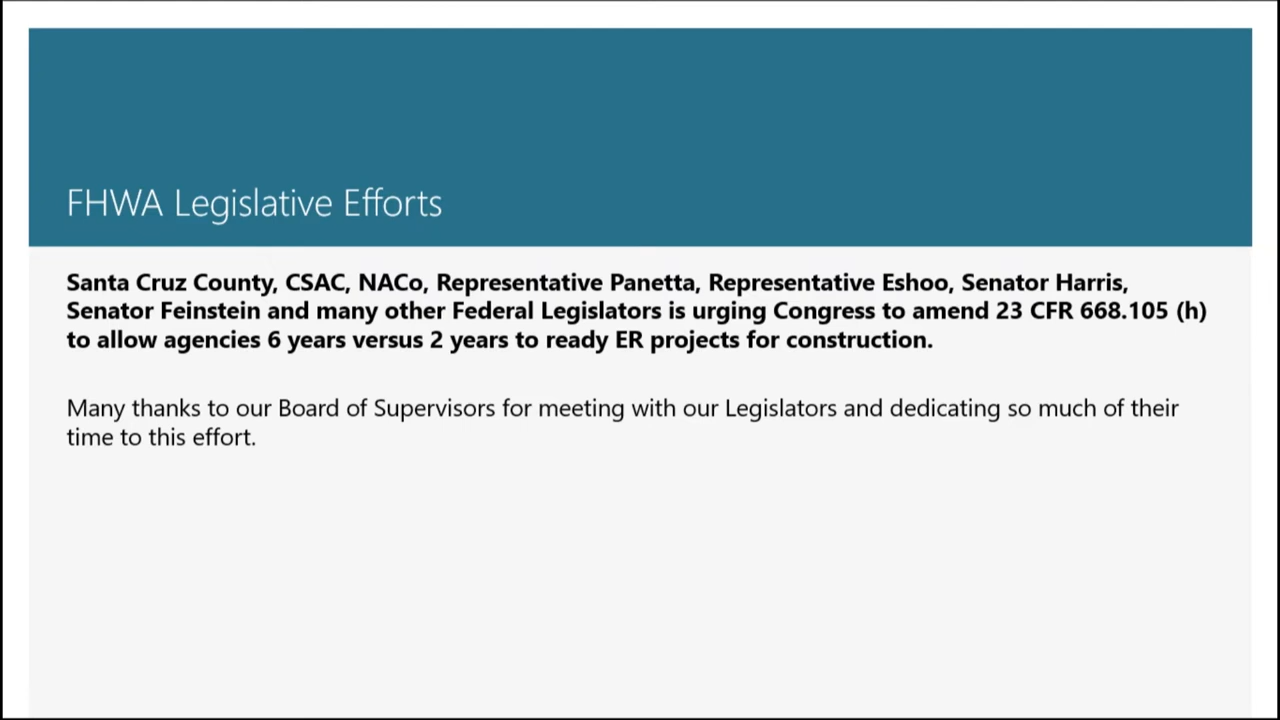 FHWA Legislative Efforts
Santa Cruz County, CSAC, NACo, Representative Panetta, Representative Eshoo, Senator Harris,
Senator Feinstein and many other Federal Legislators is urging Congress to amend 23 CFR 668.105 (h)
to allow agencies 6 years versus 2 years to ready ER projects for construction.
Many thanks to our Board of Supervisors for meeting with our Legislators and dedicating so much of their
time to this effort.